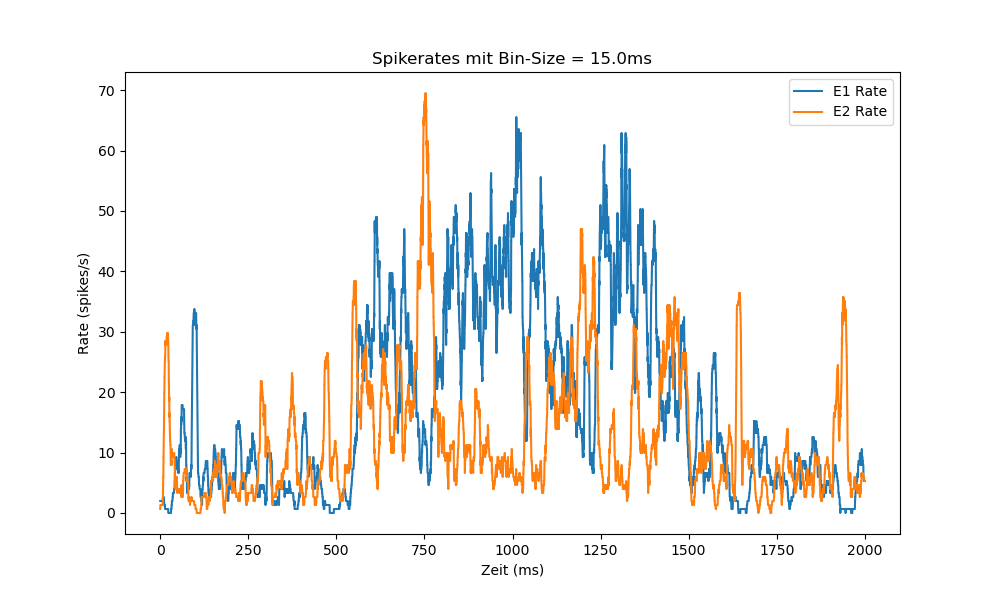 Spikerates mit Bin-Size = 15.0ms
E1 Rate
E2 Rate
Rate (spikes/s)
70
60
50
40
30
20
10
0
0 250 500 750 1000 1250 1500 1750 2000
Zeit (ms)